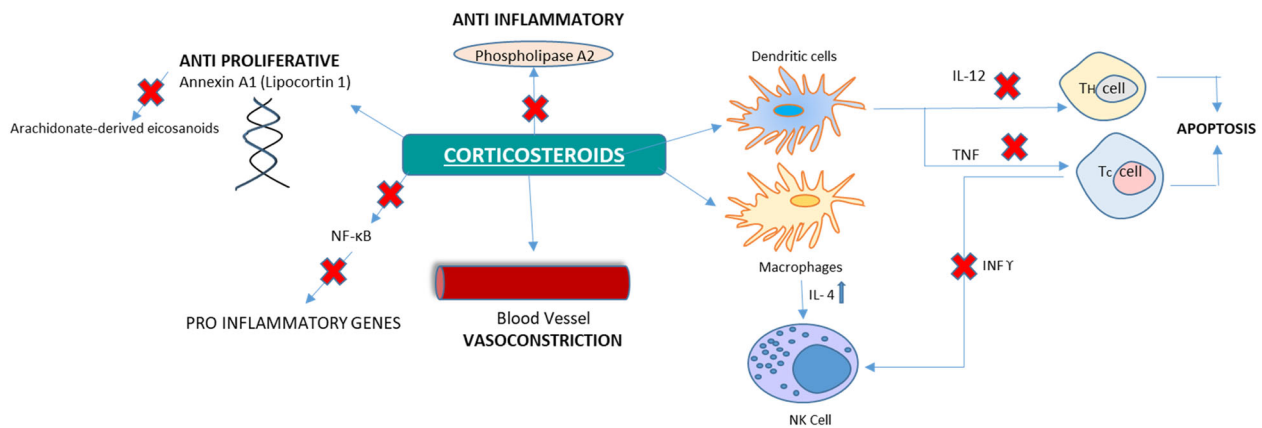 ANTI INFLAMMATORY
Phospholipase A2
ANTI PROLIFERATIVE
Annexin A1 (Lipocortin 1)
Arachidonate-derived eicosanoids
CORTICOSTEROIDS
NF-κB
PRO INFLAMMATORY GENES
Blood Vessel
VASOCONSTRICTION
Dendritic cells
Macrophages
IL- 4
NK Cell
IL-12
TNF
INFϒ
TH cell
Tc cell
APOPTOSIS